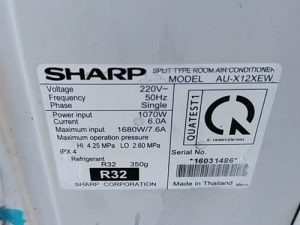 SHARP
SPLIT TYPE ROOM AIR CONDITIONER
MODEL AU-X12XEW
Voltage 220V~
Frequency 50Hz
Phase Single
Power input 1070W
Current 6.0A
Maximum input 1680W/7.6A
Maximum operation pressure
HI 4.25 MPa LO 2.60 MPa
IPX.4
Refrigerant
R32 350g
R32
SHARP CORPORATION
QUATEST1
Serial No.
*16031486*
Made in Thailand